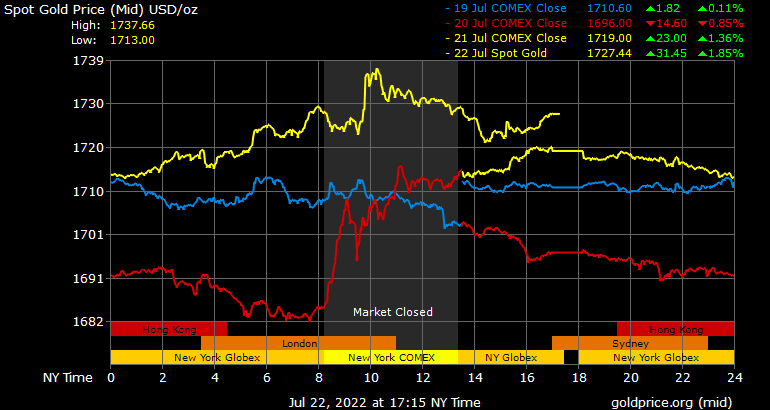 Spot Gold Price (Mid) USD/oz
High: 1737.66
Low: 1713.00
- 19 Jul COMEX Close 1710.60 ▲1.82 ▲0.11%
- 20 Jul COMEX Close 1696.00 ▼14.60 ▼0.85%
- 21 Jul COMEX Close 1719.00 ▲23.00 ▲1.36%
- 22 Jul Spot Gold 1727.44 ▲31.45 ▲1.85%
1739
1730
1720
1710
1701
1691
1682
Market Closed
Hong Kong Hong Kong
London Sydney
New York Globex New York COMEX NY Globex New York Globex
NY Time 0 2 4 6 8 10 12 14 16 18 20 22 24
Jul 22, 2022 at 17:15 NY Time goldprice.org (mid)